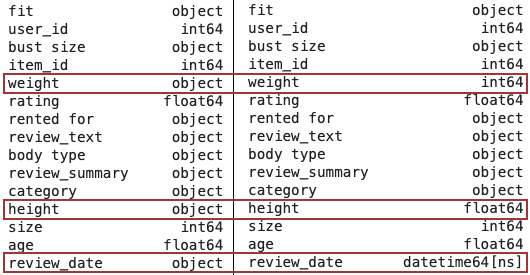 fit object fit object
user_id int64 user_id int64
bust size object bust size object
item_id int64 item_id int64
weight object weight int64
rating float64 rating float64
rented for object rented for object
review_text object review_text object
body type object body type object
review_summary object review_summary object
category object category object
height object height float64
size int64 size int64
age float64 age float64
review_date object review_date datetime64[ns]